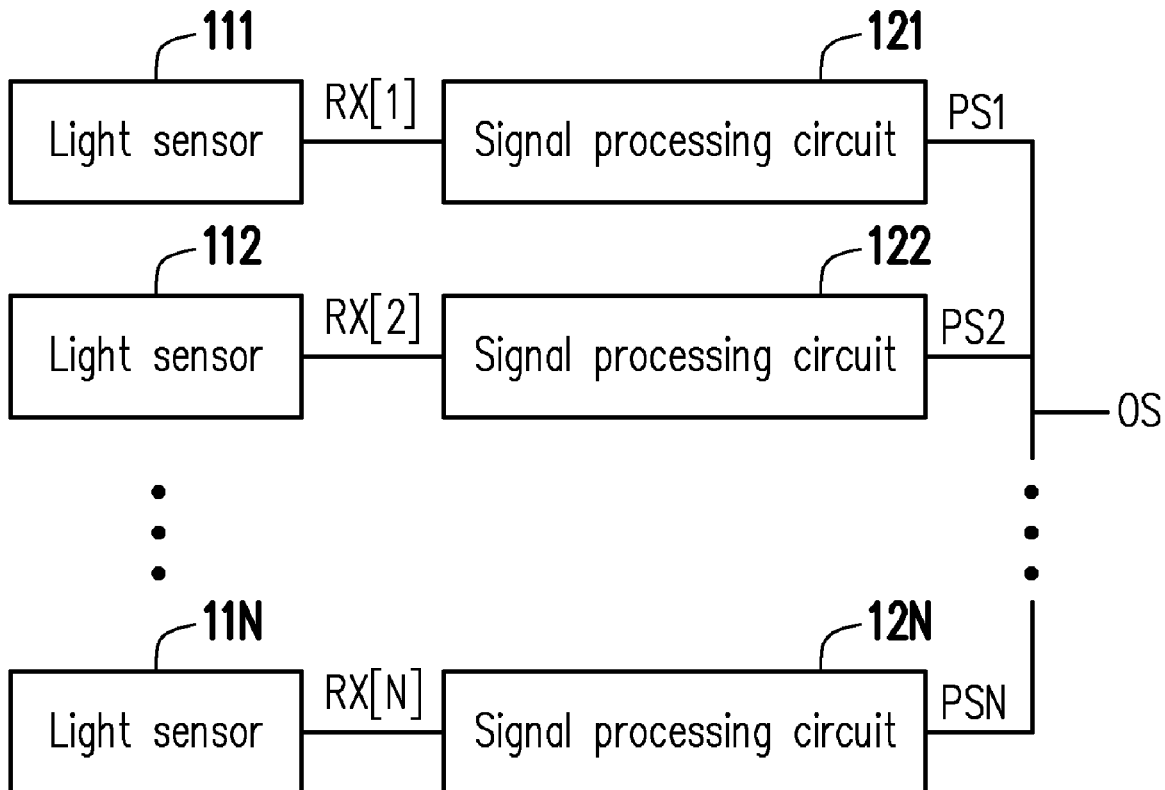 111
121
Light sensor
RX[1]
Signal processing circuit
PS1
112
122
Light sensor
RX[2]
Signal processing circuit
PS2
OS
11N
12N
Light sensor
RX[N]
Signal processing circuit
PSN